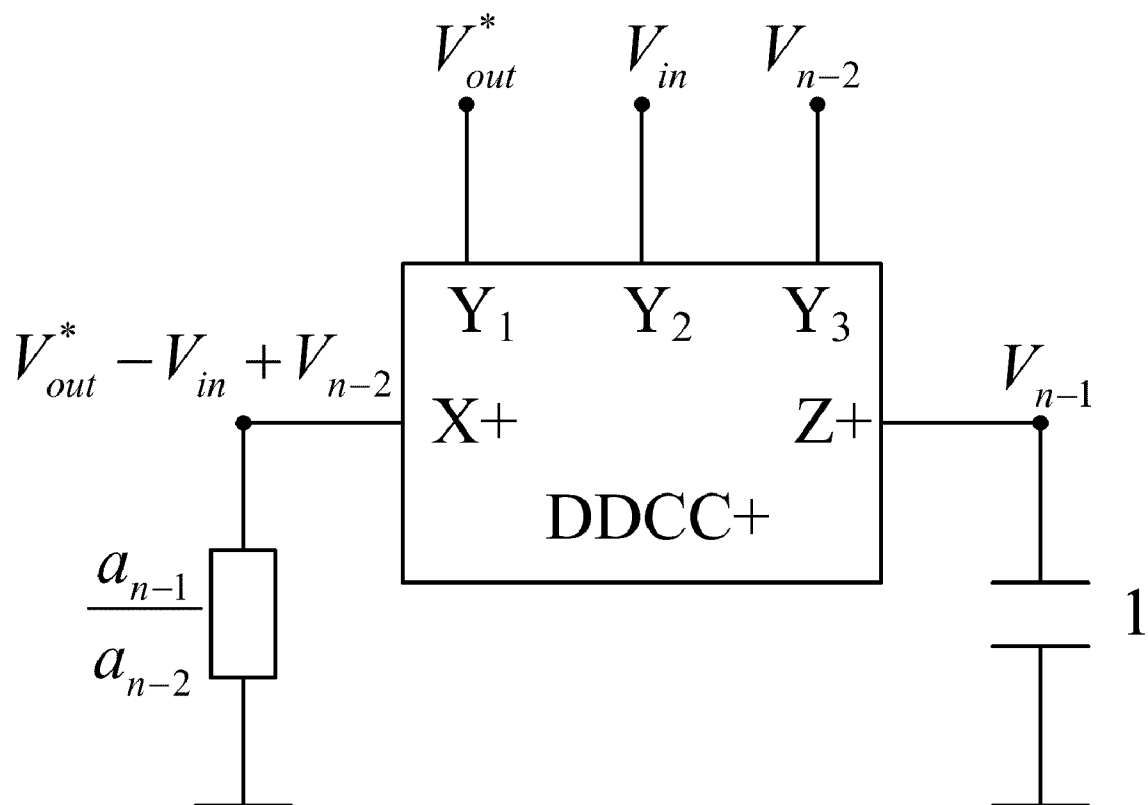 V*out Vin Vn−2
Y1 Y2 Y3
V*out − Vin + Vn−2
X+
Z+
Vn−1
DDCC+
an−1
an−2
1